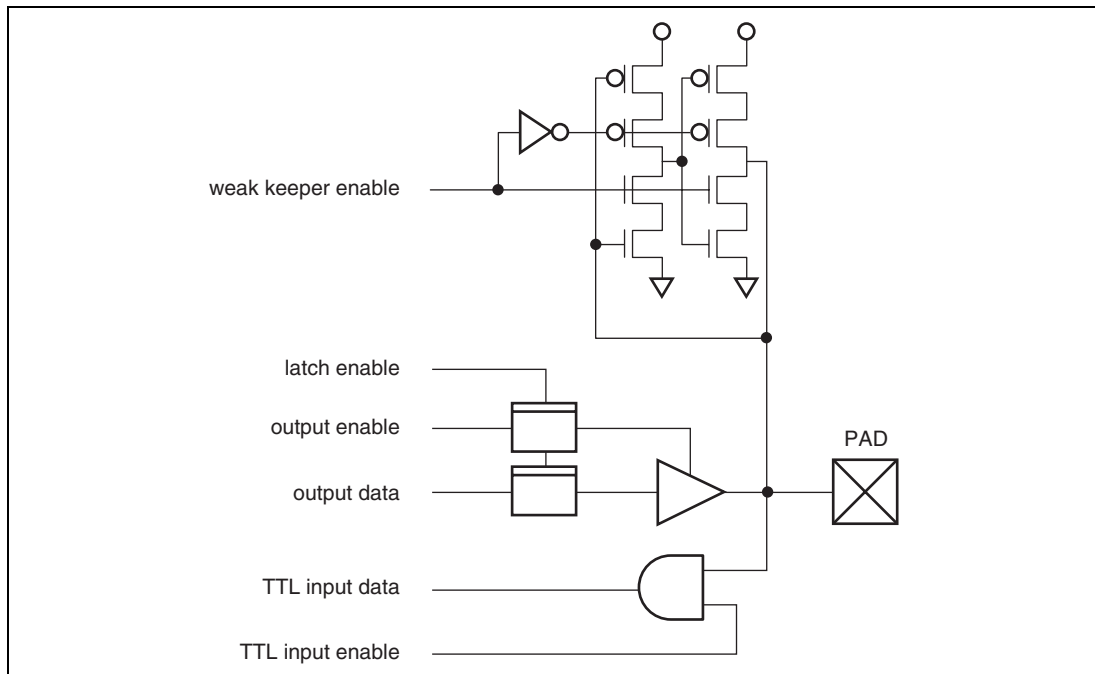 weak keeper enable
latch enable
output enable
PAD
output data
TTL input data
TTL input enable